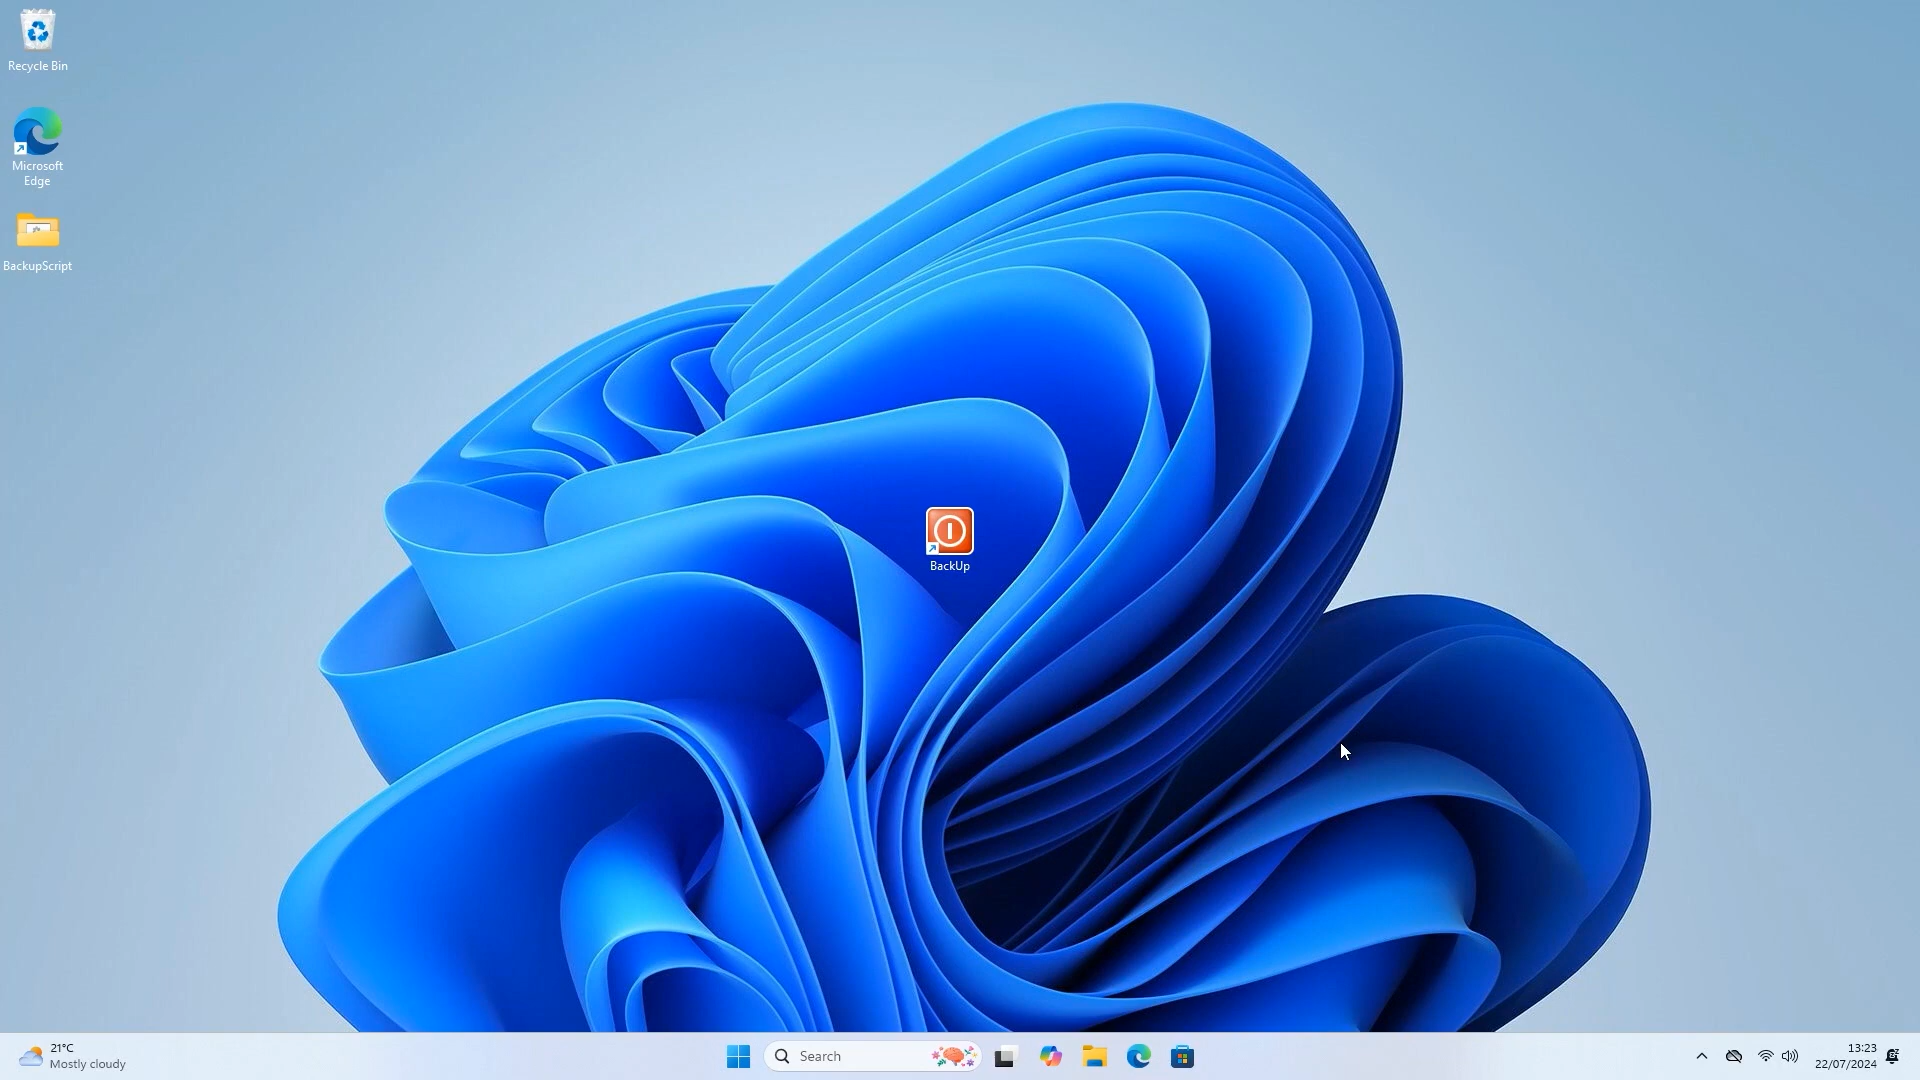 Recycle Bin
Microsoft
Edge
BackupScript
BackUp
21°C
Mostly cloudy
Search
13:23
22/07/2024